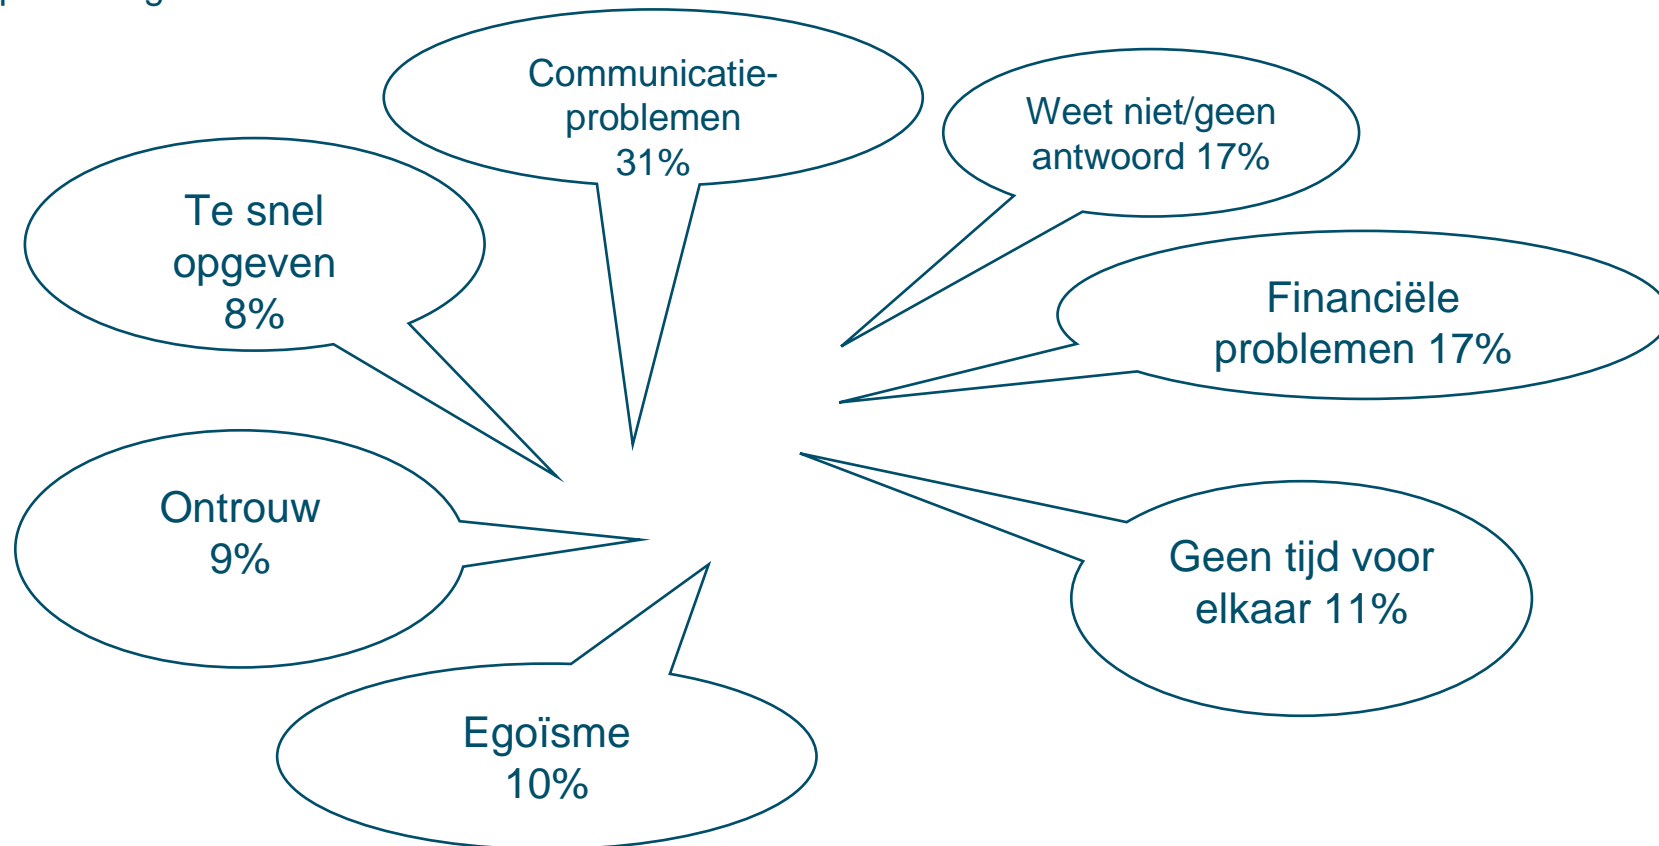 Communicatie-
problemen
31%
Weet niet/geen
antwoord 17%
Te snel
opgeven
8%
Financiële
problemen 17%
Ontrouw
9%
Geen tijd voor
elkaar 11%
Egoïsme
10%